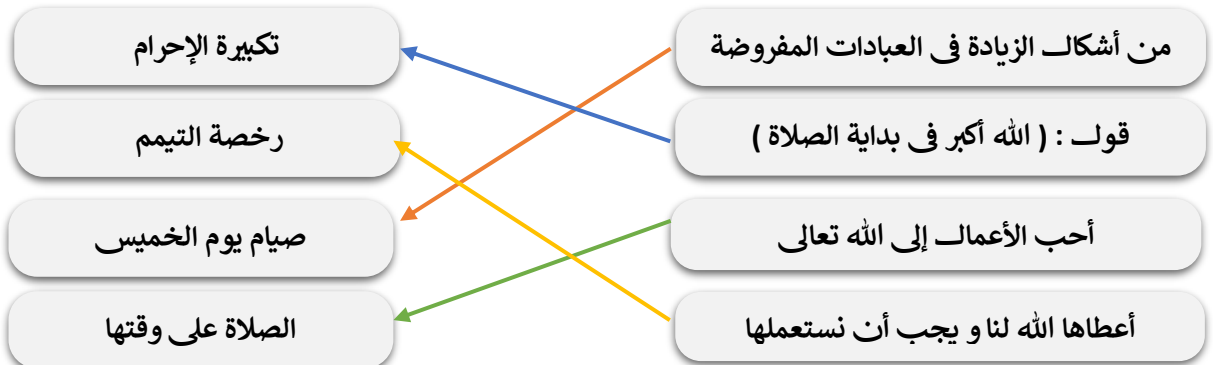 من أشكال الزيادة فى العبادات المفروضة
تكبيرة الإحرام
قول : ( الله أكبر فى بداية الصلاة )
رخصة التيمم
أحب الأعمال إلى الله تعالى
صيام يوم الخميس
أعطاها الله لنا و يجب أن نستعملها
الصلاة على وقتها